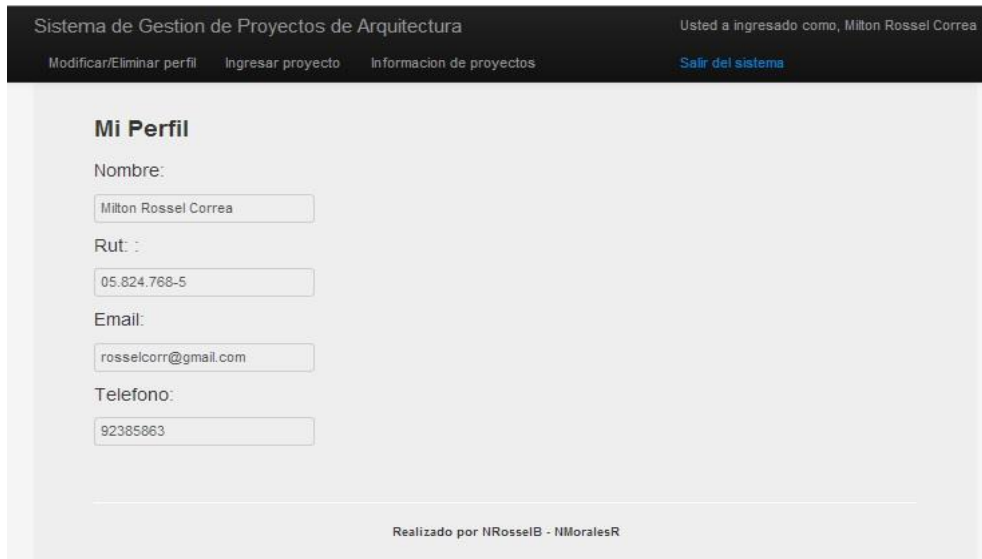 Sistema de Gestion de Proyectos de Arquitectura
Usted a ingresado como, Milton Rossel Correa
Modificar/Eliminar perfil
Ingresar proyecto
Informacion de proyectos
Salir del sistema
Mi Perfil
Nombre:
Milton Rossel Correa
Rut: :
05.824.768-5
Email:
rosselcorr@gmail.com
Telefono:
92385863
Realizado por NRosselB - NMoralesR